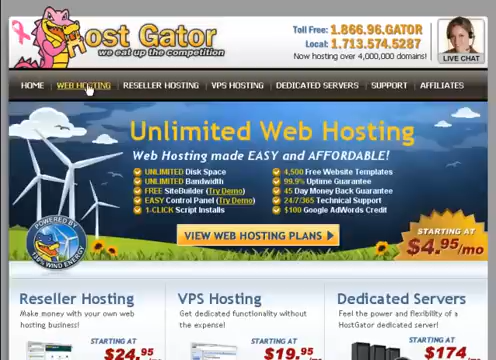 Host Gator
we eat up the competition
Toll Free: 1.866.96.GATOR
Local: 1.713.574.5287
Now hosting over 4,000,000 domains!
LIVE CHAT
HOME WEB HOSTING RESELLER HOSTING VPS HOSTING DEDICATED SERVERS SUPPORT AFFILIATES
Unlimited Web Hosting
Web Hosting made EASY and AFFORDABLE!
UNLIMITED Disk Space
UNLIMITED Bandwidth
FREE SiteBuilder (Try Demo)
EASY Control Panel (Try Demo)
1-CLICK Script Installs
4,500 Free Website Templates
99.9% Uptime Guarantee
45 Day Money Back Guarantee
24/7/365 Technical Support
$100 Google AdWords Credit
VIEW WEB HOSTING PLANS
STARTING AT
$4.95/mo
POWERED BY
130% WIND ENERGY
Reseller Hosting
Make money with your own web
hosting business!
STARTING AT
$24.95
VPS Hosting
Get dedicated functionality without
the expense!
STARTING AT
$19.95
Dedicated Servers
Feel the power and flexibility of a
HostGator dedicated server!
STARTING AT
$174
/mo